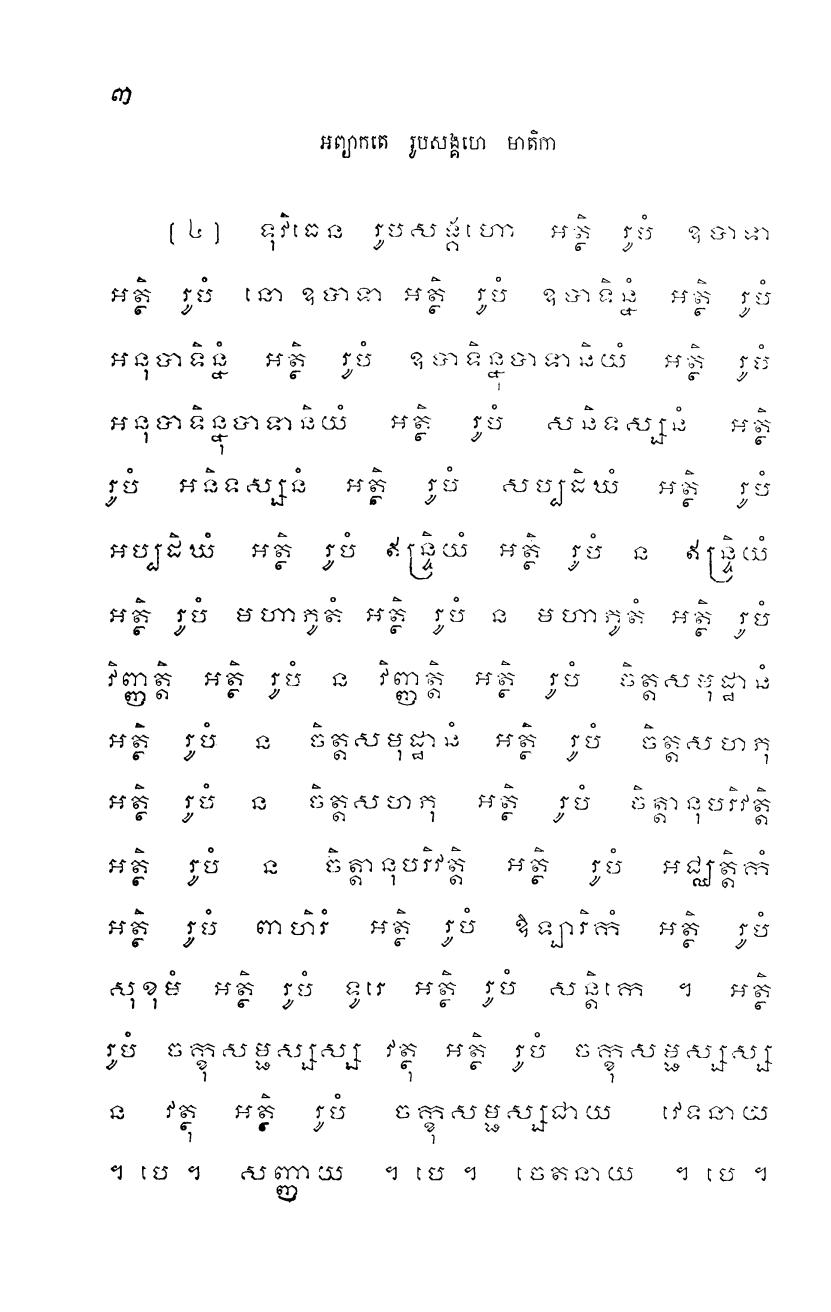 ៣
អព្យាកតេ រូបសង្គហេ មាតិកា
[៤] ទុវិធេន រូបសង្គហោ អត្ថិ រូបំ ឧបាទា
អត្ថិ រូបំ នោ ឧបាទា អត្ថិ រូបំ ឧបាទិន្នំ អត្ថិ រូបំ
អនុបាទិន្នំ អត្ថិ រូបំ ឧបាទិន្នុបាទានិយំ អត្ថិ រូបំ
អនុបាទិន្នុបាទានិយំ អត្ថិ រូបំ សនិទស្សនំ អត្ថិ
រូបំ អនិទស្សនំ អត្ថិ រូបំ សប្បដិឃំ អត្ថិ រូបំ
អប្បដិឃំ អត្ថិ រូបំ ឥន្ទ្រិយំ អត្ថិ រូបំ ន ឥន្ទ្រិយំ
អត្ថិ រូបំ មហាភូតំ អត្ថិ រូបំ ន មហាភូតំ អត្ថិ រូបំ
វិញ្ញត្តិ អត្ថិ រូបំ ន វិញ្ញត្តិ អត្ថិ រូបំ ចិត្តសមុដ្ឋានំ
អត្ថិ រូបំ ន ចិត្តសមុដ្ឋានំ អត្ថិ រូបំ ចិត្តសហភុ
អត្ថិ រូបំ ន ចិត្តសហភុ អត្ថិ រូបំ ចិត្តានុបរិវត្តិ
អត្ថិ រូបំ ន ចិត្តានុបរិវត្តិ អត្ថិ រូបំ អជ្ឈត្តិកំ
អត្ថិ រូបំ ពាហិរំ អត្ថិ រូបំ ឱឡារិកំ អត្ថិ រូបំ
សុខុមំ អត្ថិ រូបំ ទូរេ អត្ថិ រូបំ សន្តិកេ ។ អត្ថិ
រូបំ ចក្ខុសម្ផស្សស្ស វត្ថុ អត្ថិ រូបំ ចក្ខុសម្ផស្សស្ស
ន វត្ថុ អត្ថិ រូបំ ចក្ខុសម្ផស្សជាយ វេទនាយ
។ បេ ។ សញ្ញាយ ។ បេ ។ ចេតនាយ ។ បេ ។